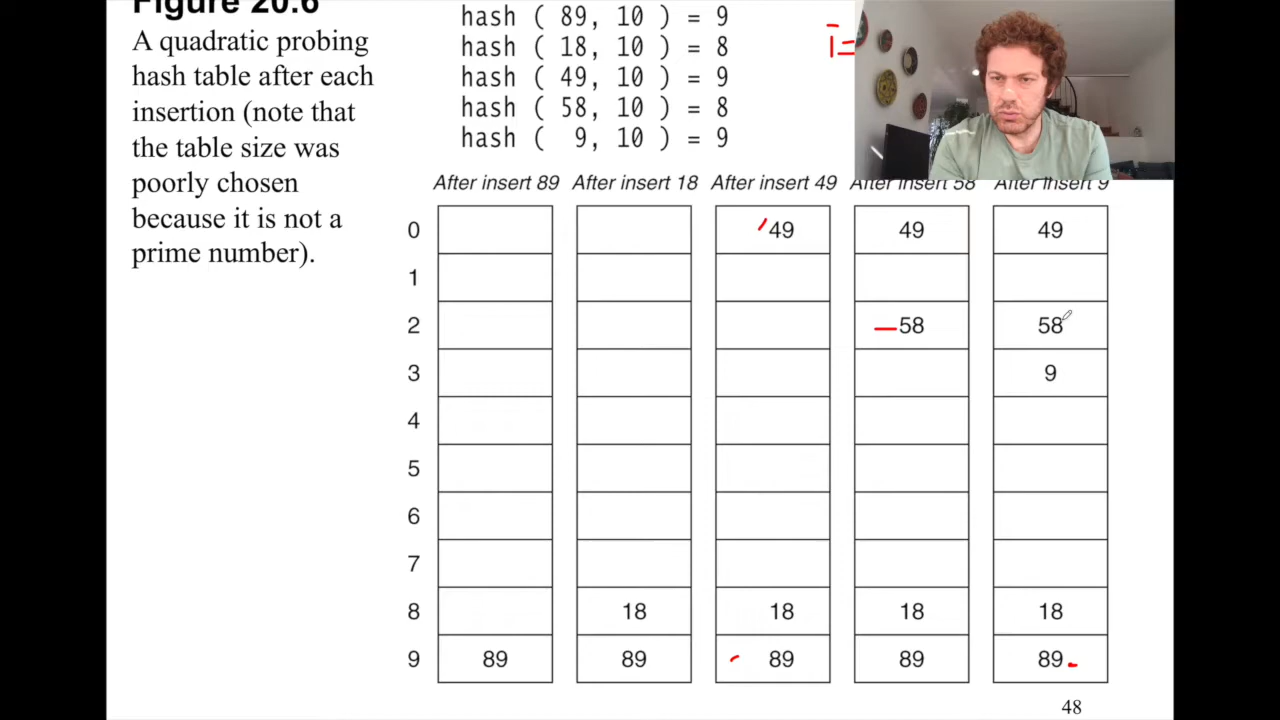 Figure 20.6
A quadratic probing
hash table after each
insertion (note that
the table size was
poorly chosen
because it is not a
prime number).
hash ( 89, 10 ) = 9
hash ( 18, 10 ) = 8
hash ( 49, 10 ) = 9
hash ( 58, 10 ) = 8
hash ( 9, 10 ) = 9
After insert 89 After insert 18 After insert 49 After insert 58 After insert 9
0 49 49 49
1
2 58 58
3 9
4
5
6
7
8 18 18 18 18
9 89 89 89 89 89
48